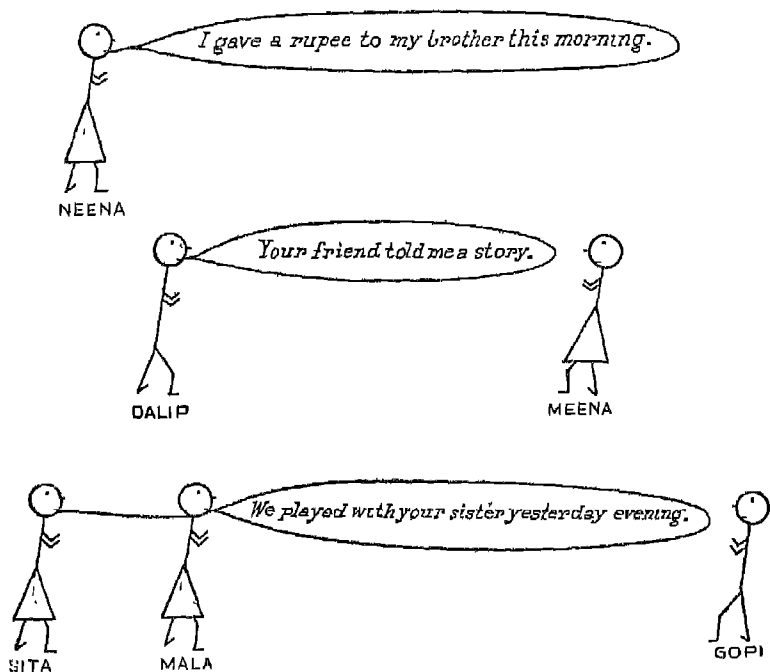 I gave a rupee to my brother this morning.
NEENA
Your friend told me a story.
DALIP
MEENA
We played with your sister yesterday evening.
SITA
MALA
GOPI